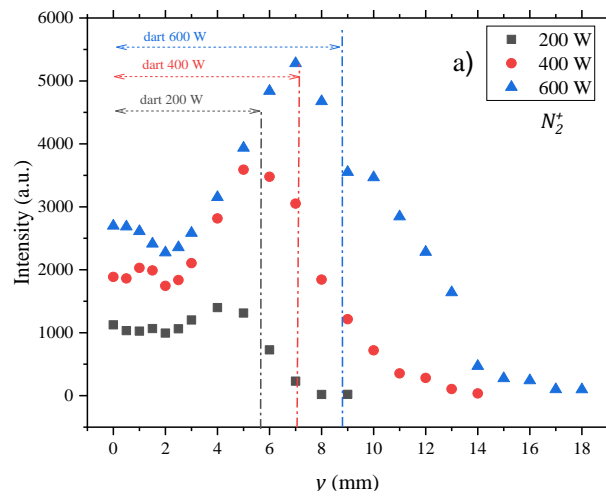 dart 600 W
dart 400 W
dart 200 W
a)
200 W
400 W
600 W
N₂⁺
Intensity (a.u.)
6000
5000
4000
3000
2000
1000
0
0 2 4 6 8 10 12 14 16 18
y (mm)